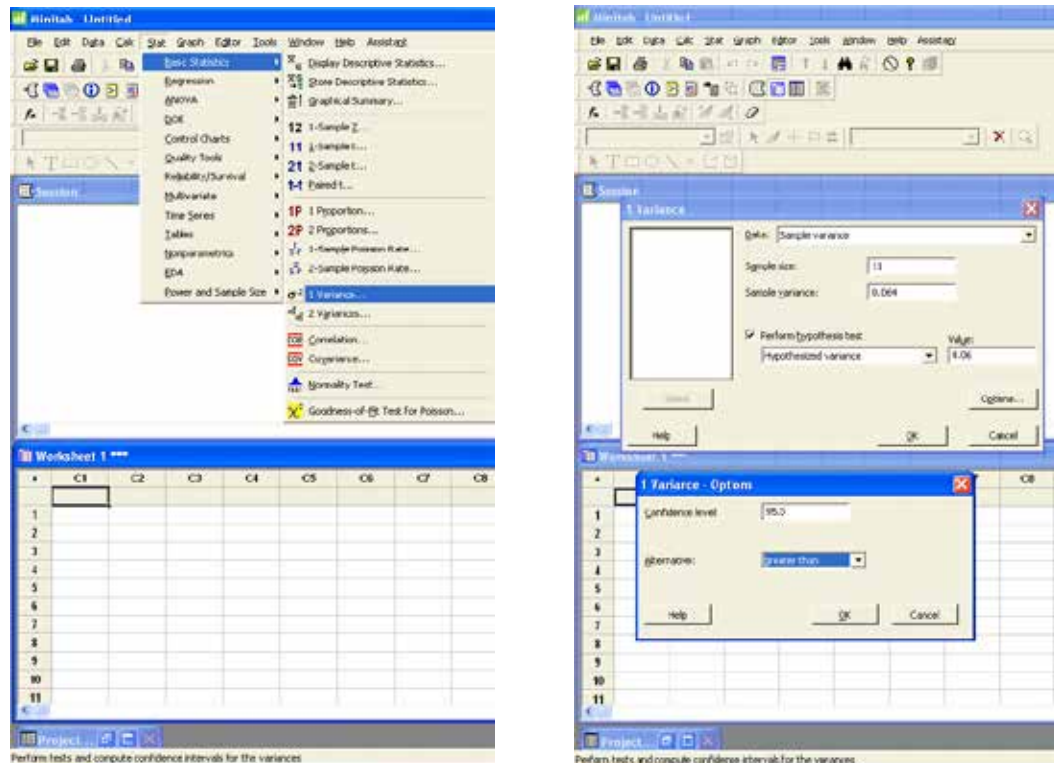 Minitab - Untitled
File Edit Data Calc Stat Graph Editor Tools Window Help Assistant
Basic Statistics
Regression
ANOVA
DOE
Control Charts
Quality Tools
Reliability/Survival
Multivariate
Time Series
Tables
Nonparametrics
EDA
Power and Sample Size
Display Descriptive Statistics...
Store Descriptive Statistics...
Graphical Summary...
1-Sample Z...
1-Sample t...
2-Sample t...
t-t Paired t...
1P 1 Proportion...
2P 2 Proportions...
1-Sample Poisson Rate...
2-Sample Poisson Rate...
σ² 1 Variance...
2 Variances...
COR Correlation...
COV Covariance...
Normality Test...
Goodness-of-Fit Test for Poisson...
Session
Worksheet 1 ***
C1 C2 C3 C4 C5 C6 C7 C8
1
2
3
4
5
6
7
8
9
10
11
Project...
Perform tests and compute confidence intervals for the variances
Minitab - Untitled
File Edit Data Calc Stat Graph Editor Tools Window Help Assistant
Session
1 Variance
Data: Sample variance
Sample size:
Sample variance: 0.064
Perform hypothesis test Value:
Hypothesized variance
Select
Options...
Help OK Cancel
Worksheet 1 ***
C8
1 Variance - Options
Confidence level 95.0
Alternative: greater than
Help OK Cancel
1
2
3
4
5
6
7
8
9
10
11
Project...
Perform tests and compute confidence intervals for the variances